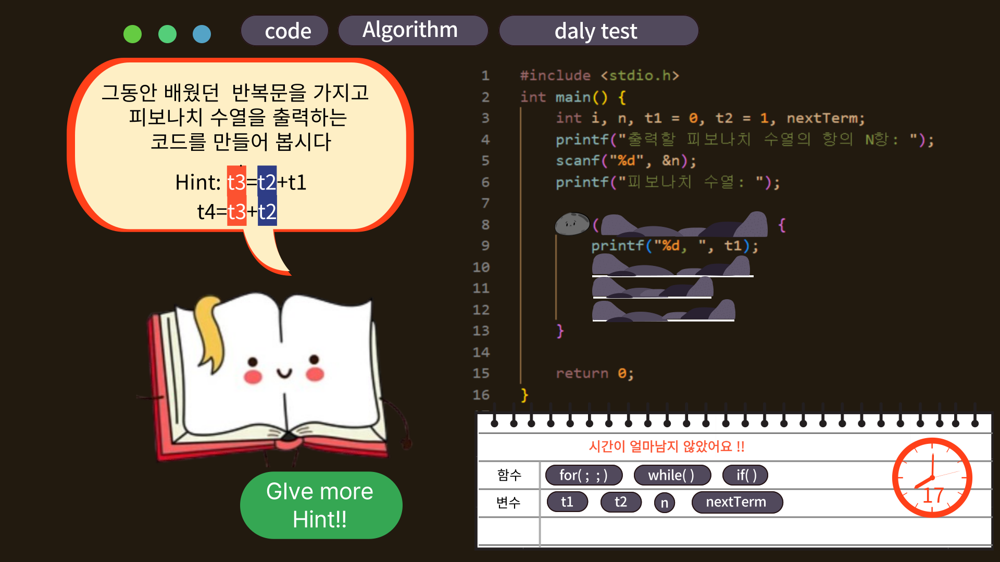 code
Algorithm
daly test
그동안 배웠던 반복문을 가지고
피보나치 수열을 출력하는
코드를 만들어 봅시다
.
Hint: t3=t2+t1
t4=t3+t2
GIve more
Hint!!
1 #include <stdio.h>
2 int main() {
3 int i, n, t1 = 0, t2 = 1, nextTerm;
4 printf("출력할 피보나치 수열의 항의 N항: ");
5 scanf("%d", &n);
6 printf("피보나치 수열: ");
7
8 ( {
9 printf("%d, ", t1);
10
11
12
13 }
14
15 return 0;
16 }
시간이 얼마남지 않았어요 !!
함수 for( ; ; ) while( ) if( )
변수 t1 t2 n nextTerm
17